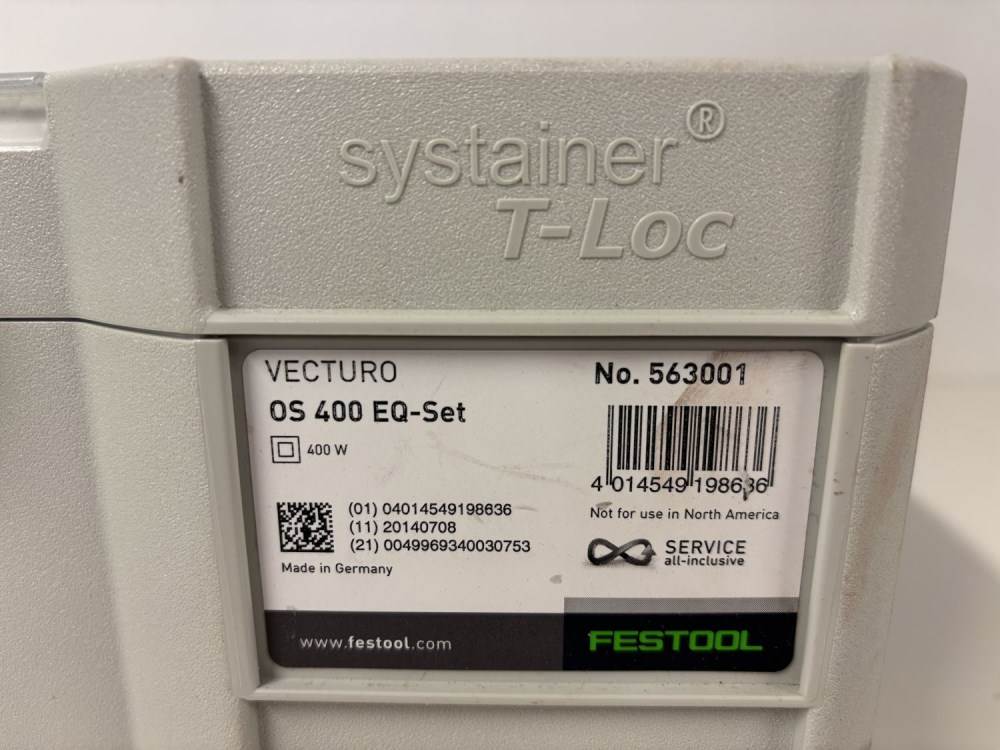 systainer®
T-Loc
VECTURO
No. 563001
OS 400 EQ-Set
400 W
4 014549 198636
(01) 04014549198636
(11) 20140708
(21) 0049969340030753
Not for use in North America
SERVICE
all-inclusive
Made in Germany
www.festool.com
FESTOOL